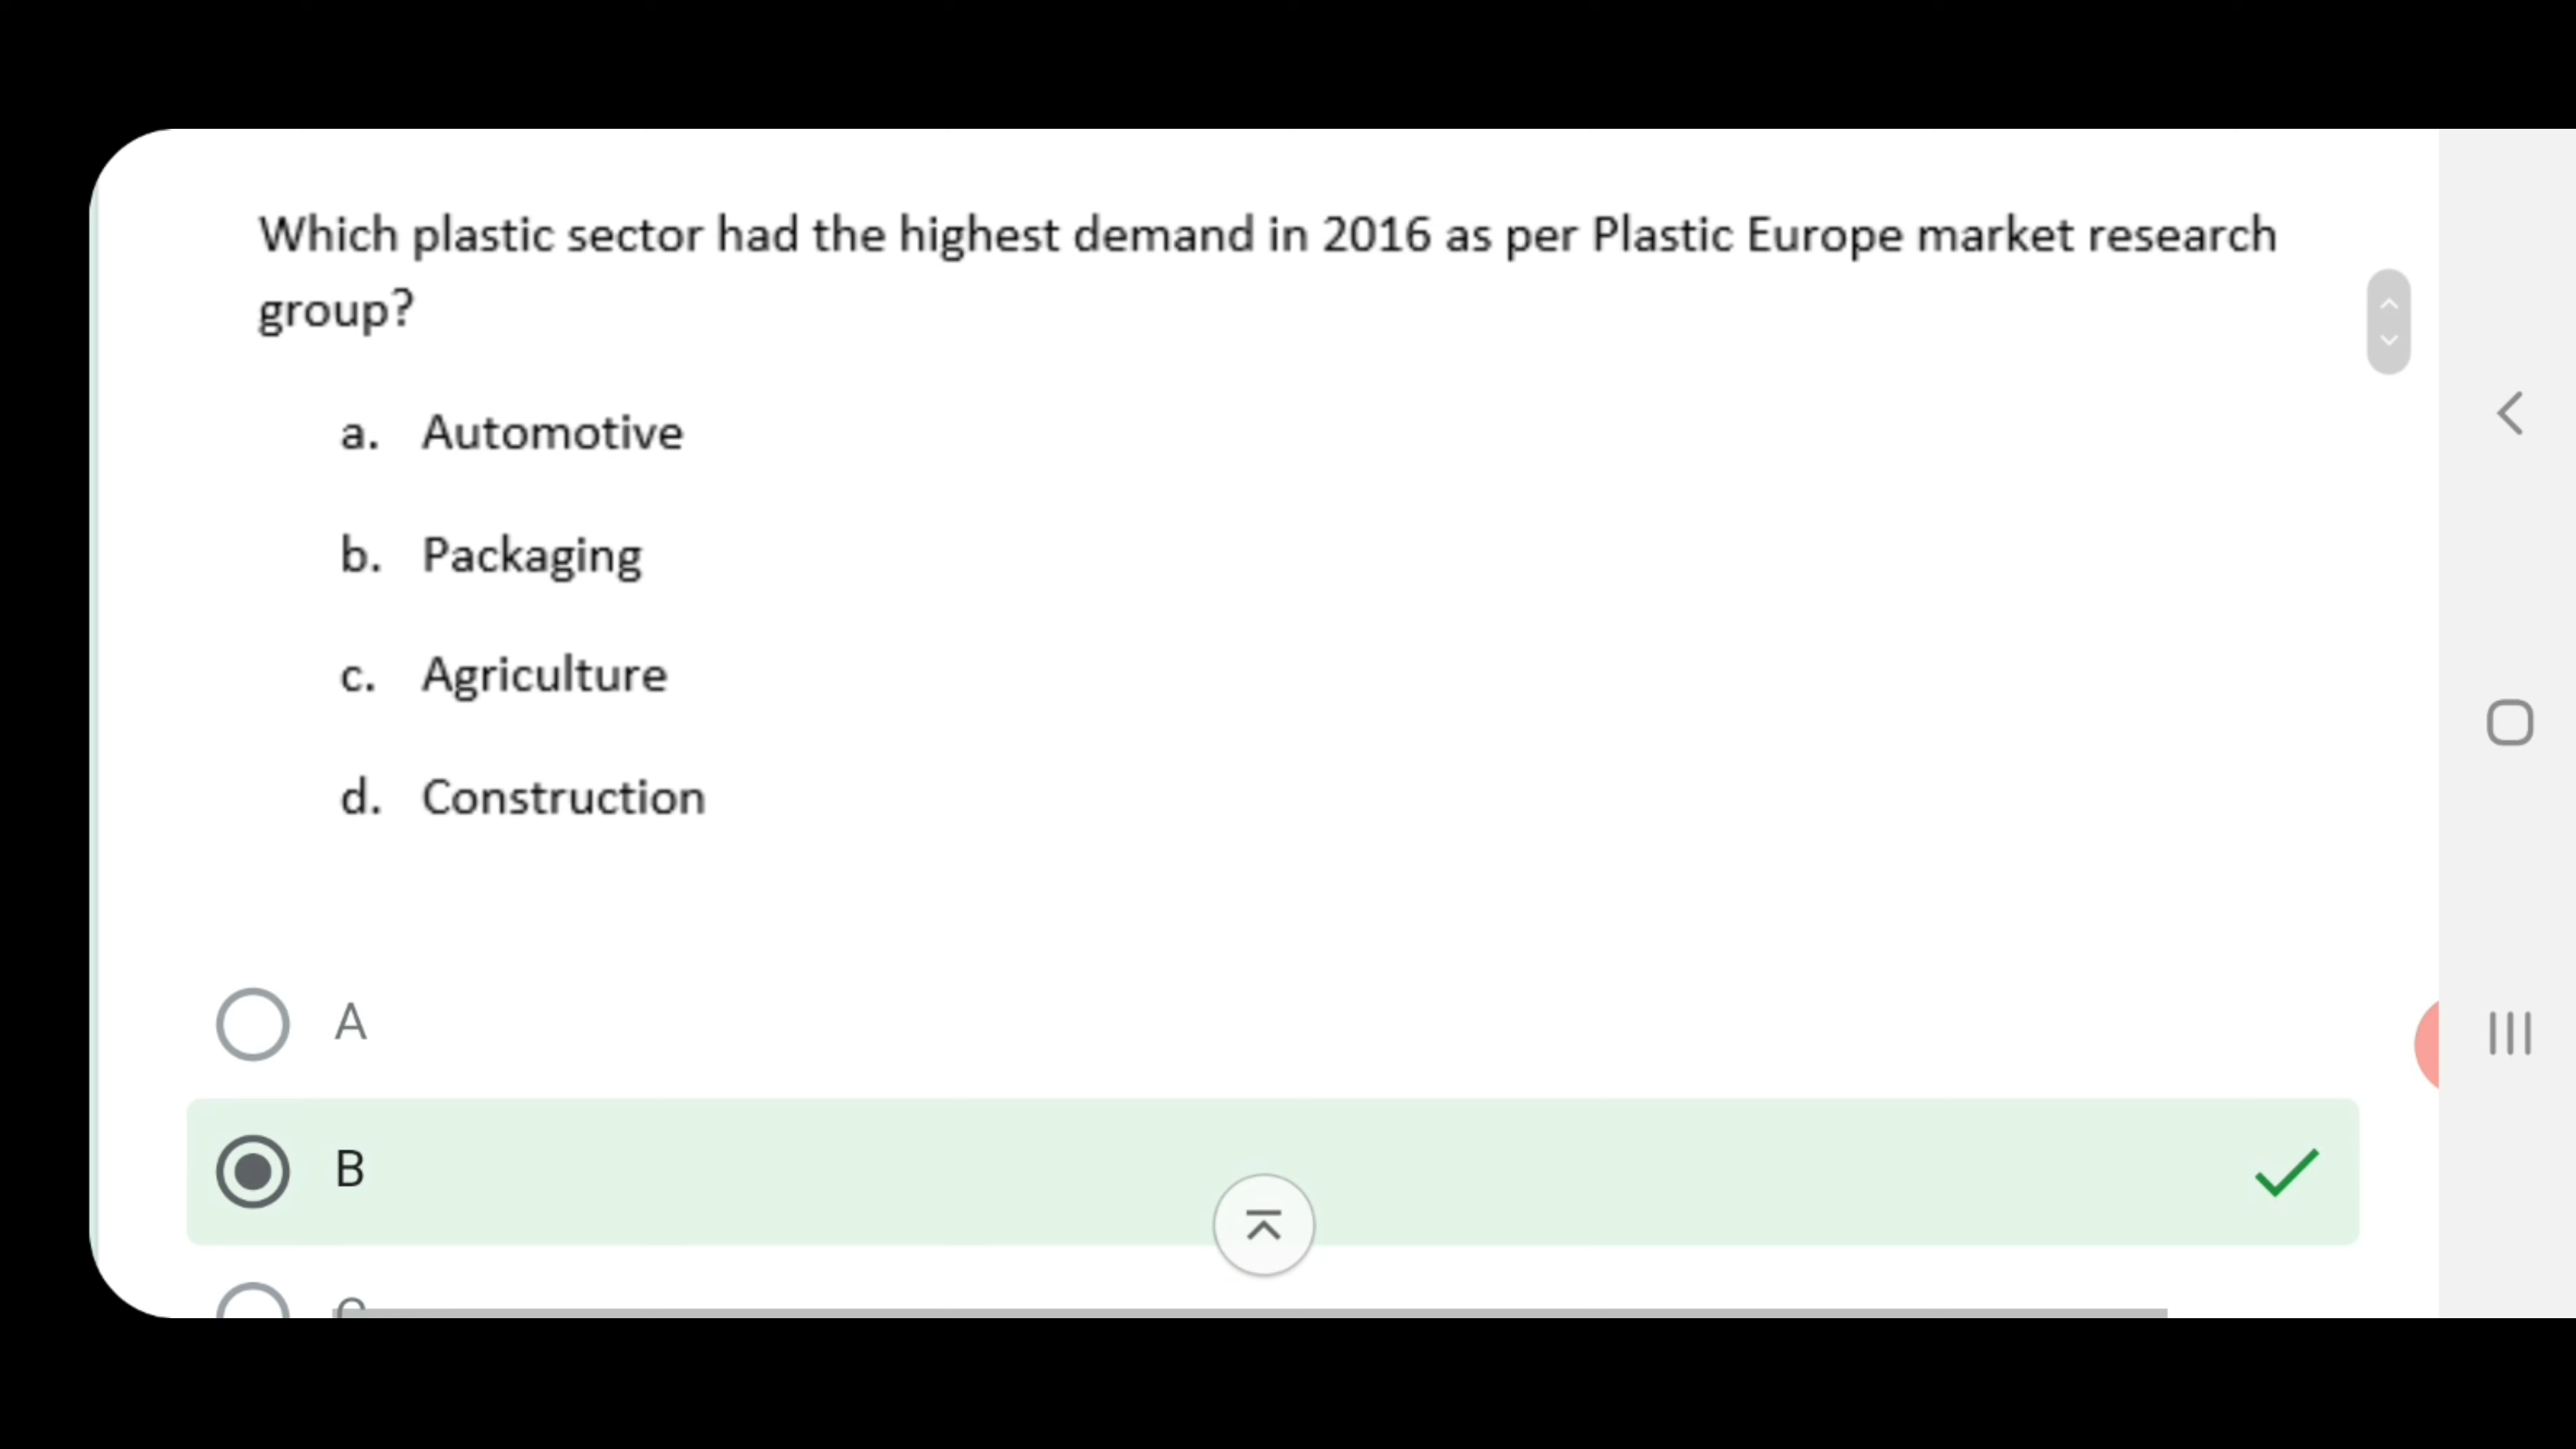 Which plastic sector had the highest demand in 2016 as per Plastic Europe market research
group?
a. Automotive
b. Packaging
c. Agriculture
d. Construction
A
B